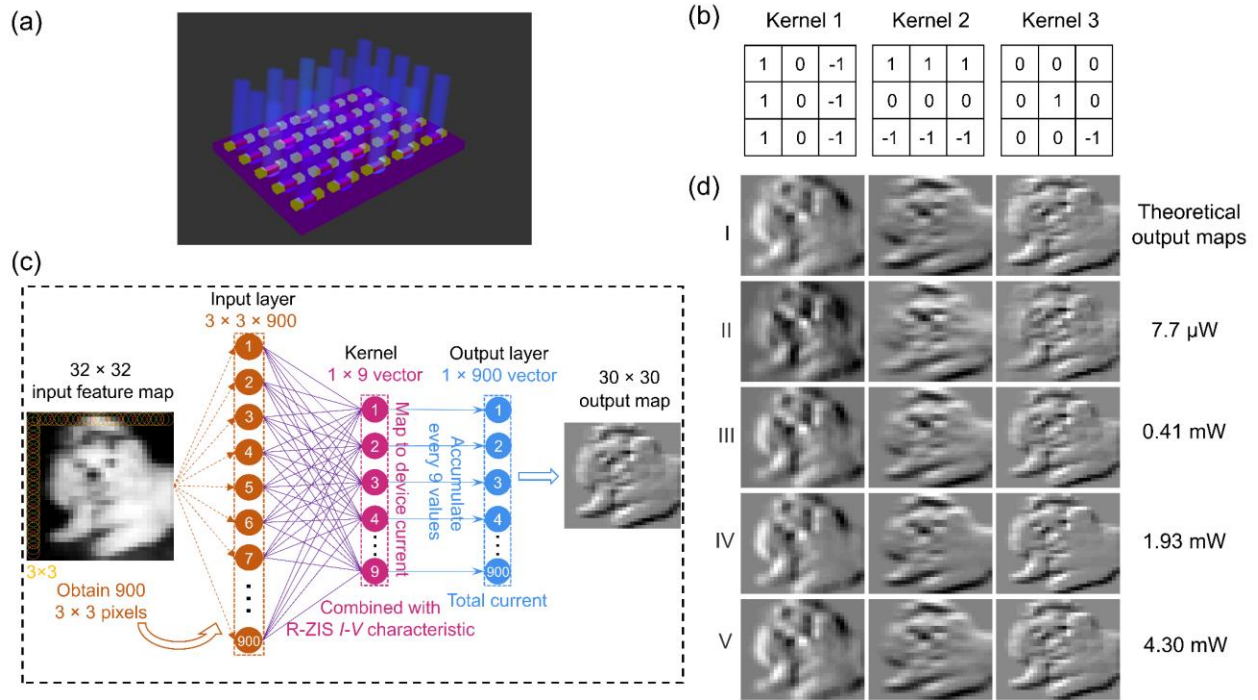 (a)
(b)
Kernel 1
Kernel 2
Kernel 3
1 0 -1
1 0 -1
1 0 -1
1 1 1
0 0 0
-1 -1 -1
0 0 0
0 1 0
0 0 -1
(c)
Input layer
3 × 3 × 900
32 × 32
input feature map
3×3
Obtain 900
3 × 3 pixels
1
2
3
4
5
6
7
900
Kernel
1 × 9 vector
1
2
3
4
9
Map to device current
Combined with
R-ZIS I-V characteristic
Accumulate
every 9 values
Output layer
1 × 900 vector
1
2
3
4
900
Total current
30 × 30
output map
(d)
I
Theoretical
output maps
II
7.7 μW
III
0.41 mW
IV
1.93 mW
V
4.30 mW